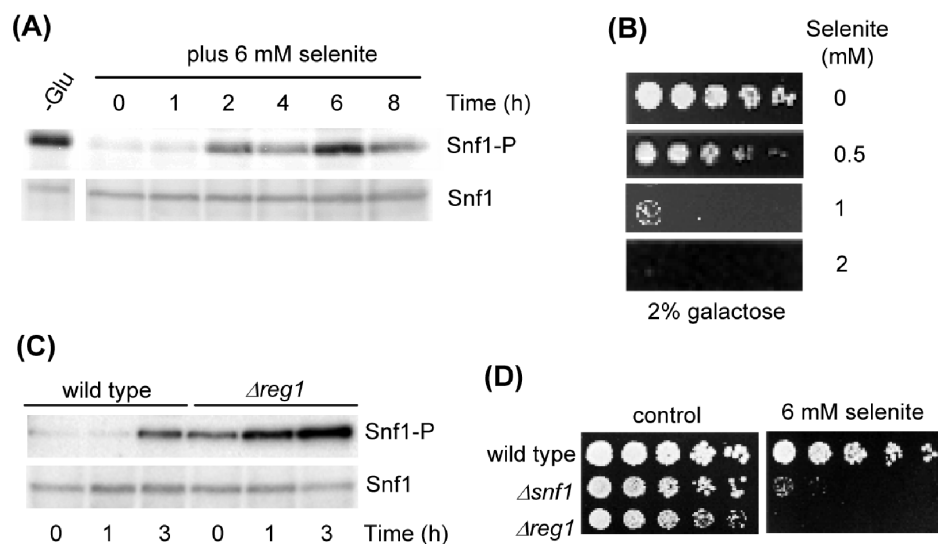 (A)
plus 6 mM selenite
-Glu
0 1 2 4 6 8 Time (h)
Snf1-P
Snf1
(B)
Selenite
(mM)
0
0.5
1
2
2% galactose
(C)
wild type Δreg1
Snf1-P
Snf1
0 1 3 0 1 3 Time (h)
(D)
control 6 mM selenite
wild type
Δsnf1
Δreg1